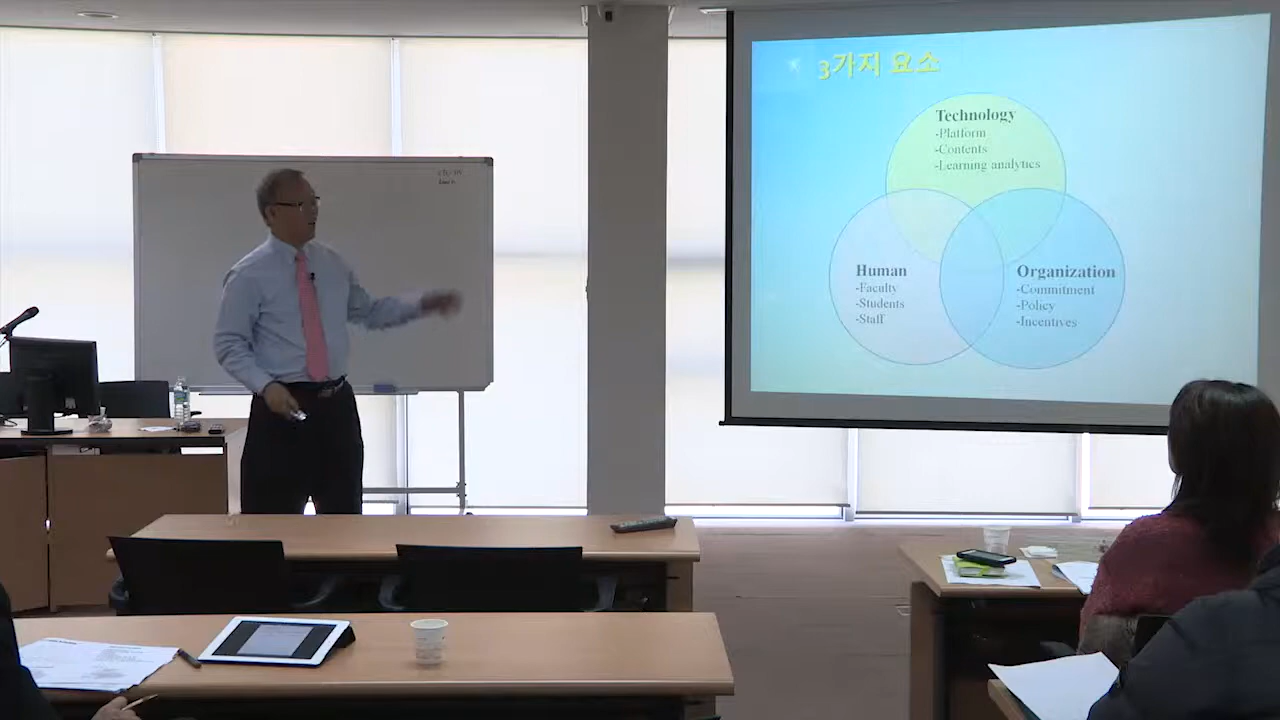 3가지 요소
Technology
-Platform
-Contents
-Learning analytics
Human
-Faculty
-Students
-Staff
Organization
-Commitment
-Policy
-Incentives